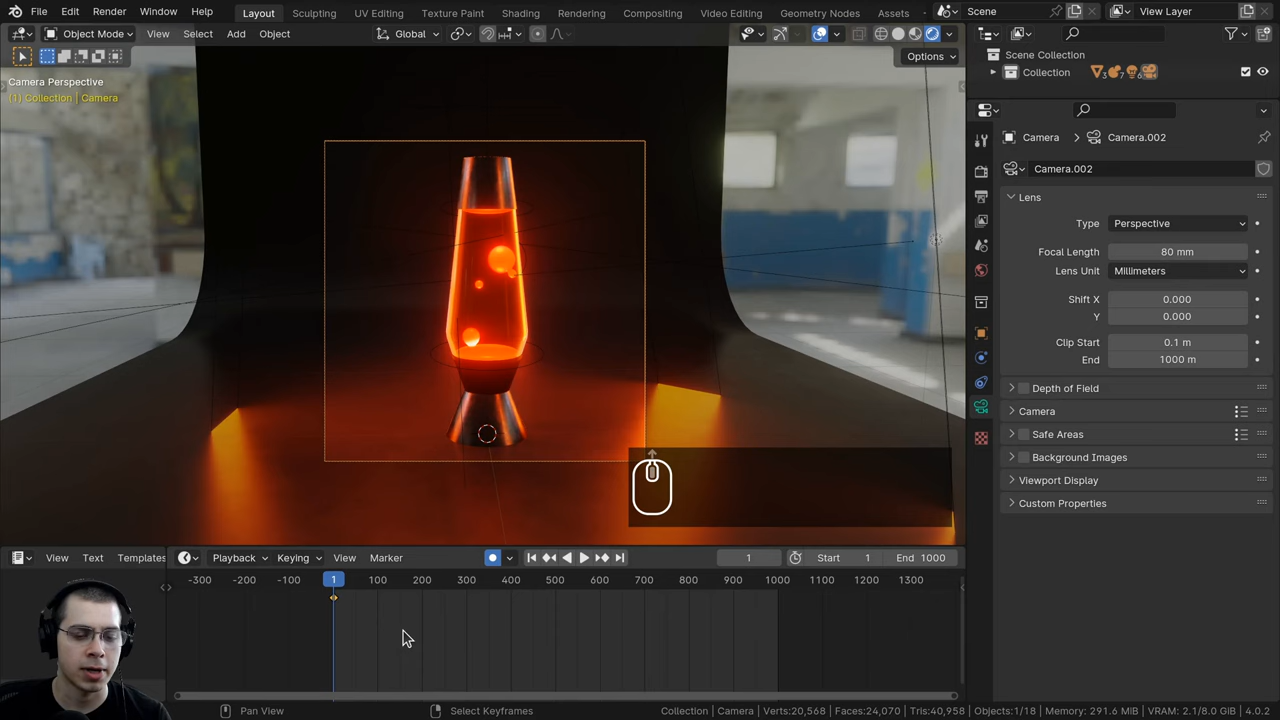 File Edit Render Window Help Layout Sculpting UV Editing Texture Paint Shading Rendering Compositing Video Editing Geometry Nodes Assets Scene View Layer
Object Mode View Select Add Object Global
Options
Camera Perspective
(1) Collection | Camera
Scene Collection
Collection
Camera > Camera.002
Camera.002
Lens
Type Perspective
Focal Length 80 mm
Lens Unit Millimeters
Shift X 0.000
Y 0.000
Clip Start 0.1 m
End 1000 m
Depth of Field
Camera
Safe Areas
Background Images
Viewport Display
Custom Properties
View Text Templates Playback Keying View Marker 1 Start 1 End 1000
-300 -200 -100 1 100 200 300 400 500 600 700 800 900 1000 1100 1200 1300
Pan View Select Keyframes Collection | Camera | Verts:20,568 | Faces:24,070 | Tris:40,958 | Objects:1/18 | Memory: 291.6 MiB | VRAM: 2.1/8.0 GiB | 4.0.2